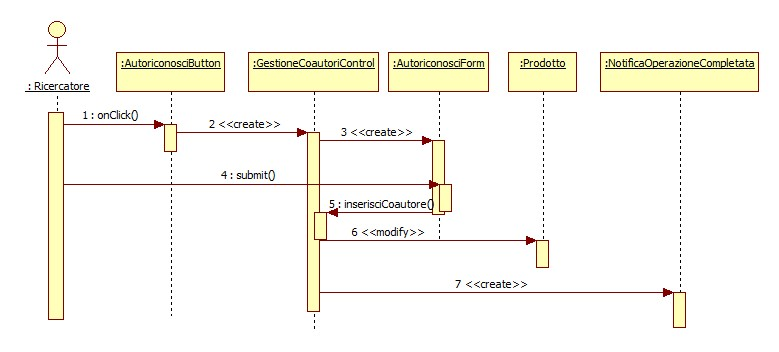 :AutoriconosciButton
:GestioneCoautoriControl
:AutoriconosciForm
:Prodotto
:NotificaOperazioneCompletata
: Ricercatore
1 : onClick()
2 <<create>>
3 <<create>>
4 : submit()
5 : inserisciCoautore()
6 <<modify>>
7 <<create>>